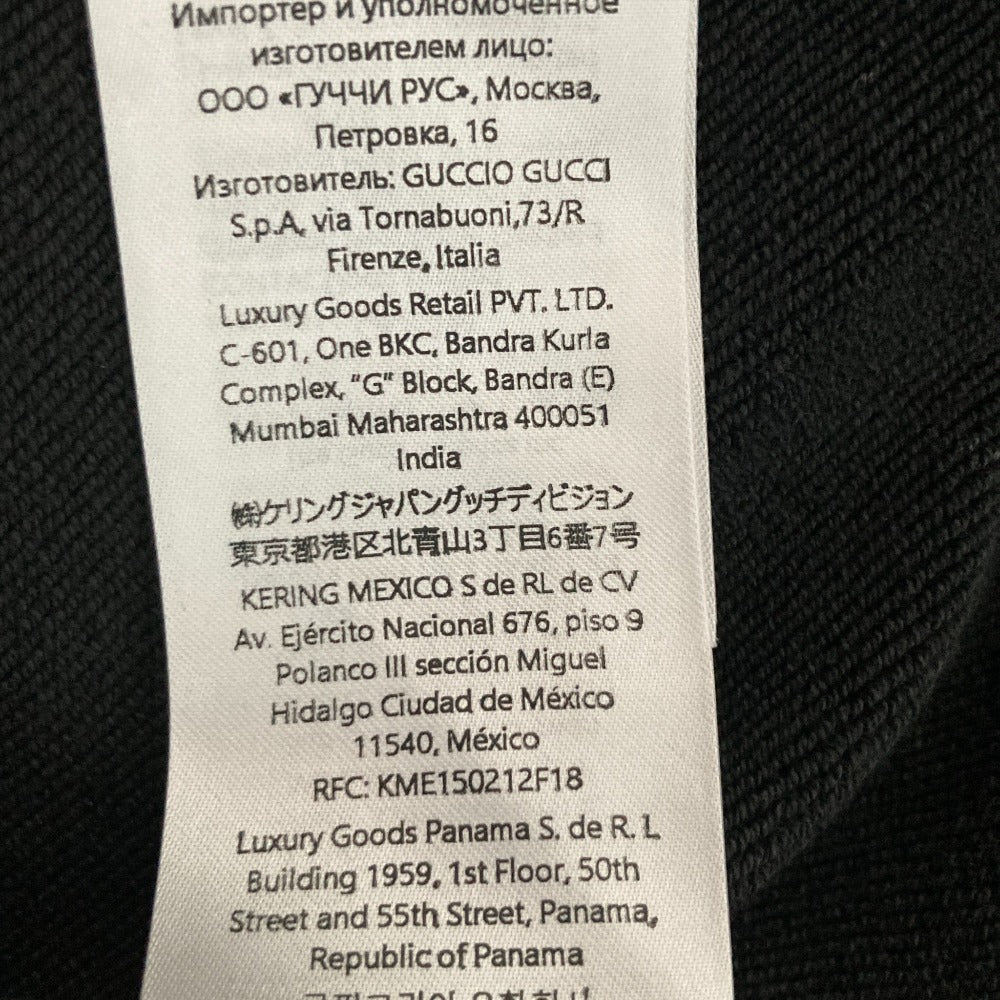 Импортер и уполномоченное
изготовителем лицо:
ООО «ГУЧЧИ РУС», Москва,
Петровка, 16
Изготовитель: GUCCIO GUCCI
S.p.A, via Tornabuoni,73/R
Firenze, Italia
Luxury Goods Retail PVT. LTD.
C-601, One BKC, Bandra Kurla
Complex, "G" Block, Bandra (E)
Mumbai Maharashtra 400051
India
㈱ケリングジャパングッチディビジョン
東京都港区北青山3丁目6番7号
KERING MEXICO S de RL de CV
Av. Ejército Nacional 676, piso 9
Polanco III sección Miguel
Hidalgo Ciudad de México
11540, México
RFC: KME150212F18
Luxury Goods Panama S. de R. L
Building 1959, 1st Floor, 50th
Street and 55th Street, Panama,
Republic of Panama